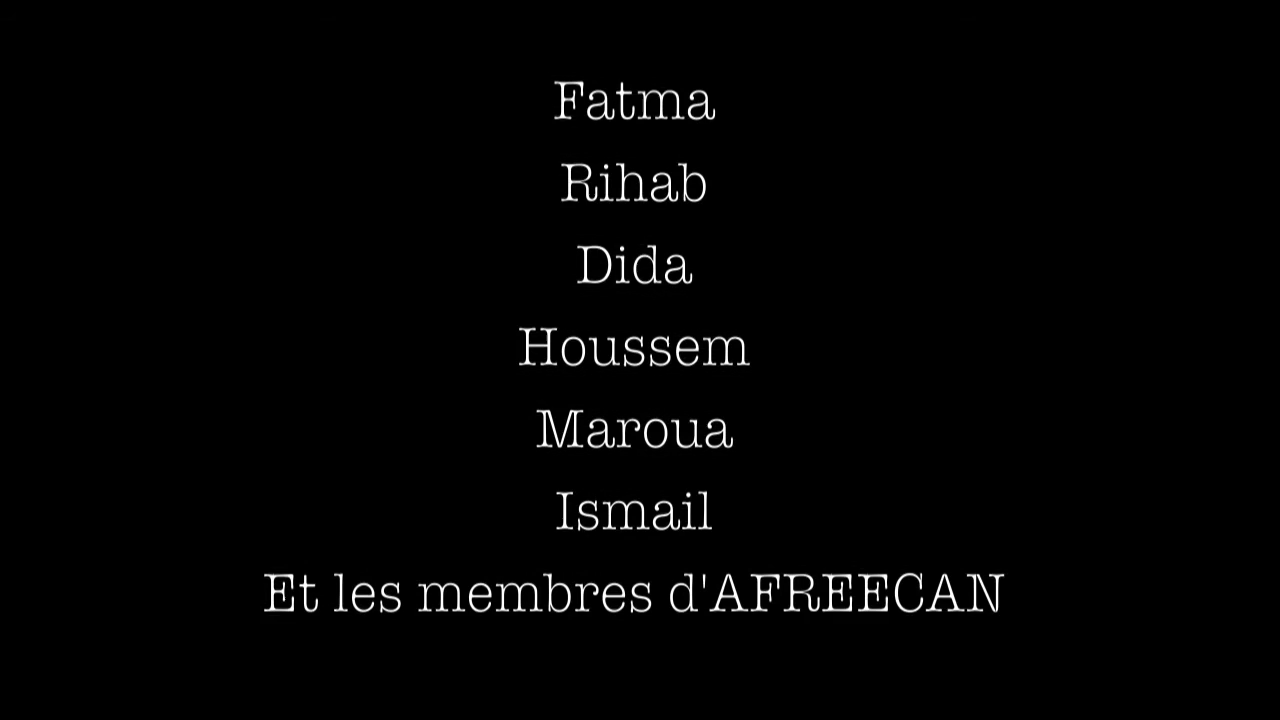 Fatma
Rihab
Dida
Houssem
Maroua
Ismail
Et les membres d'AFREECAN